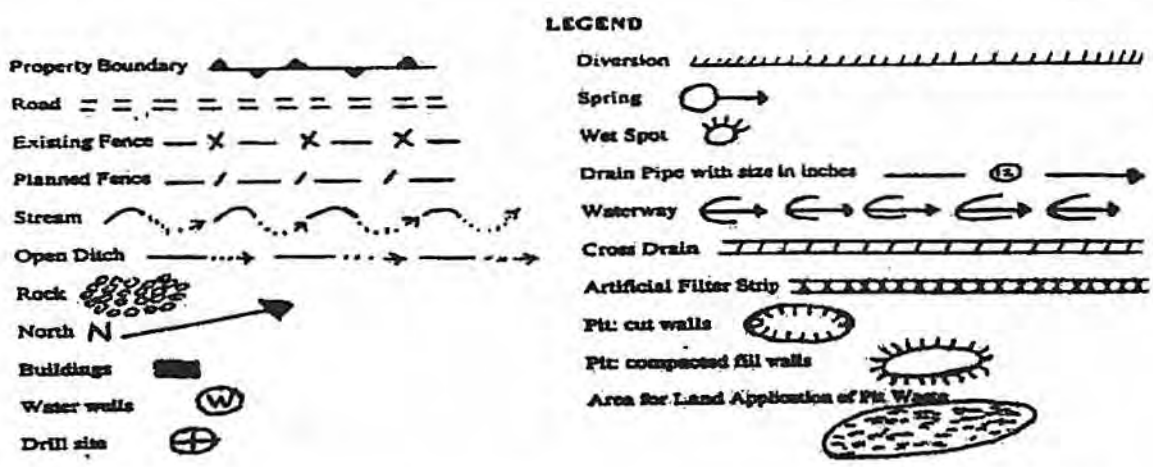 LEGEND
Property Boundary
Road
Existing Fence
Planned Fence
Stream
Open Ditch
Rock
North N
Buildings
Water wells W
Drill site
Diversion
Spring
Wet Spot
Drain Pipe with size in inches 12
Waterway
Cross Drain
Artificial Filter Strip
Pit: cut walls
Pit: compacted fill walls
Area for Land Application of Pit Waste